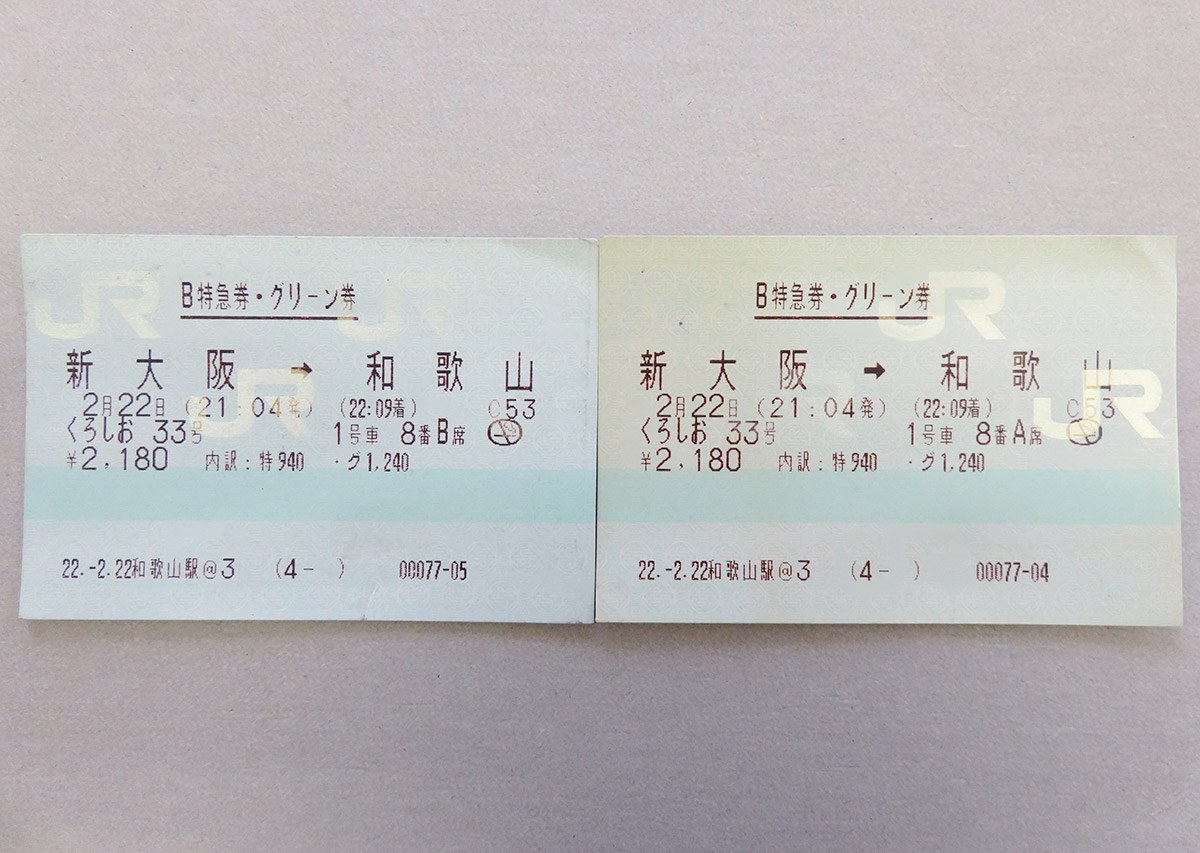 B特急券・グリーン券
新大阪 → 和歌山
2月22日 (21:04発) (22:09着) C53
くろしお 33号 1号車 8番B席
¥2,180 内訳:特940 ・グ1,240
22.-2.22和歌山駅@3 (4- ) 00077-05
B特急券・グリーン券
新大阪 → 和歌山
2月22日 (21:04発) (22:09着) C53
くろしお 33号 1号車 8番A席
¥2,180 内訳:特940 ・グ1,240
22.-2.22和歌山駅@3 (4- ) 00077-04
JR
JR
JR
JR
JR